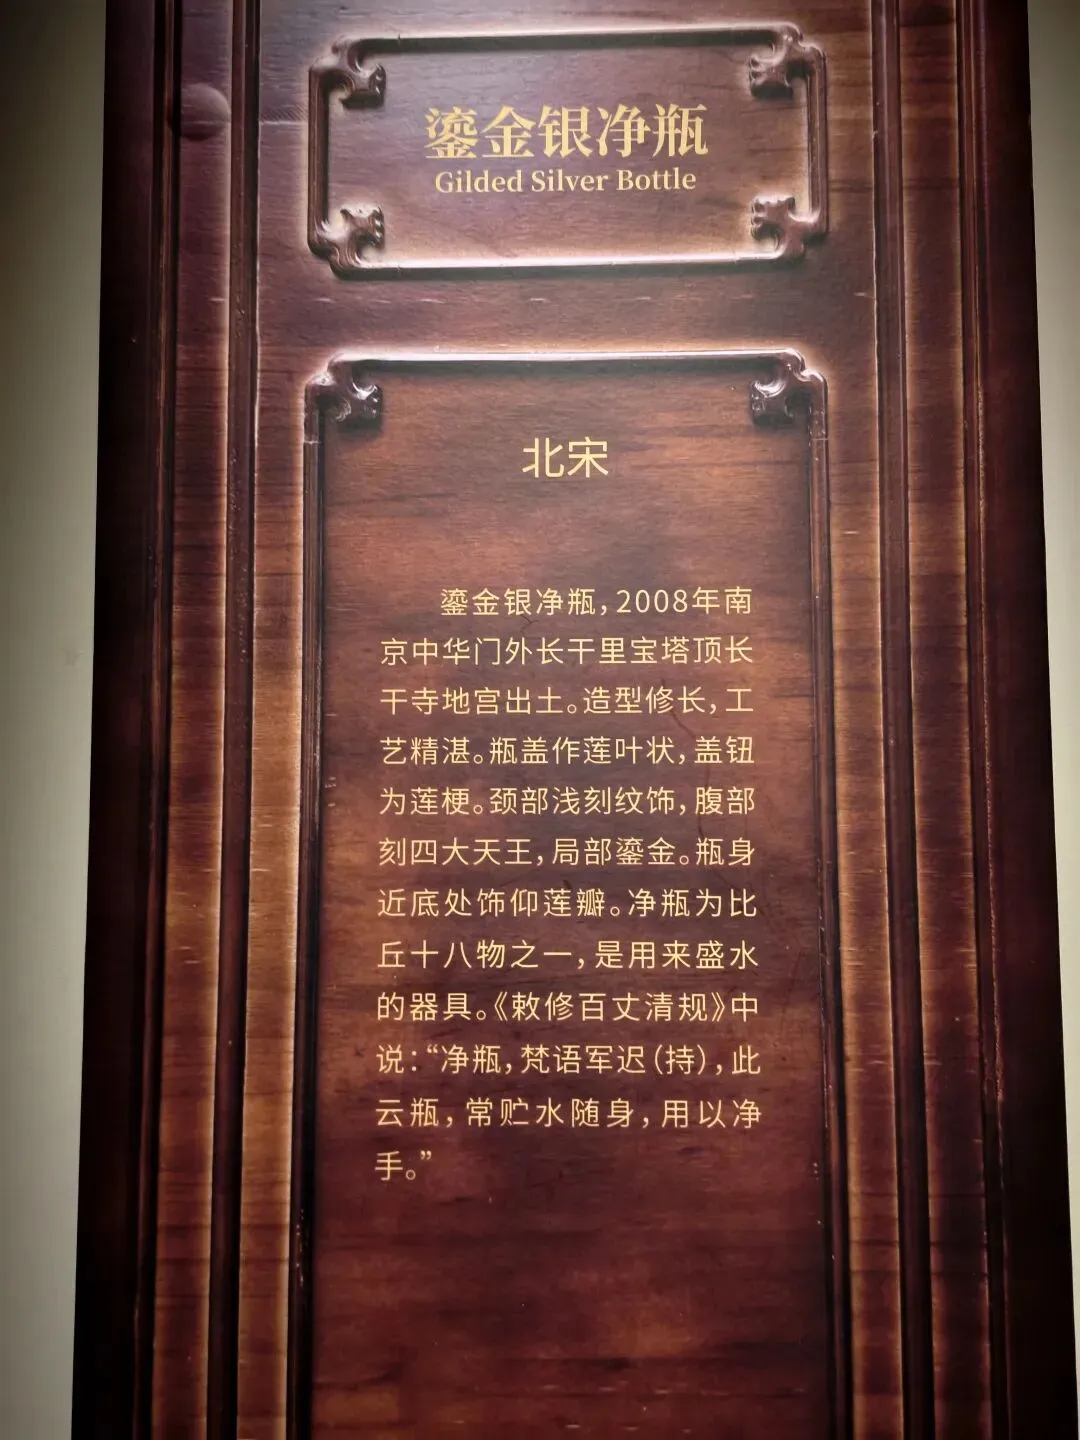 鎏金银净瓶
Gilded Silver Bottle
北宋
鎏金银净瓶，2008年南
京中华门外长干里宝塔顶长
干寺地宫出土。造型修长，工
艺精湛。瓶盖作莲叶状，盖钮
为莲梗。颈部浅刻纹饰，腹部
刻四大天王，局部鎏金。瓶身
近底处饰仰莲瓣。净瓶为比
丘十八物之一，是用来盛水
的器具。《敕修百丈清规》中
说：“净瓶，梵语军迟（持），此
云瓶，常贮水随身，用以净
手。”